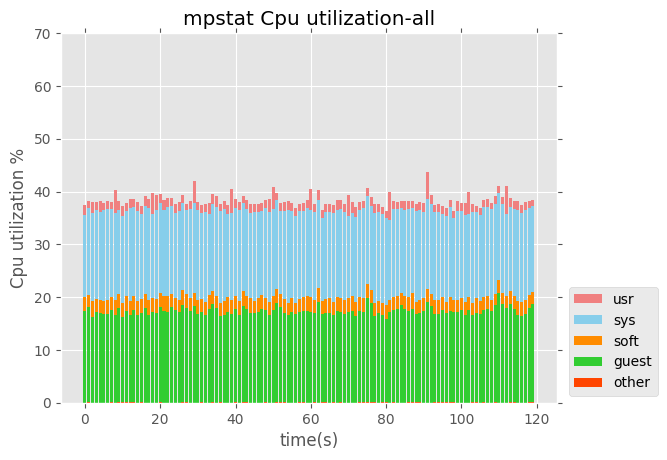 mpstat Cpu utilization-all
70
60
50
40
30
20
10
0
Cpu utilization %
0 20 40 60 80 100 120
time(s)
usr
sys
soft
guest
other